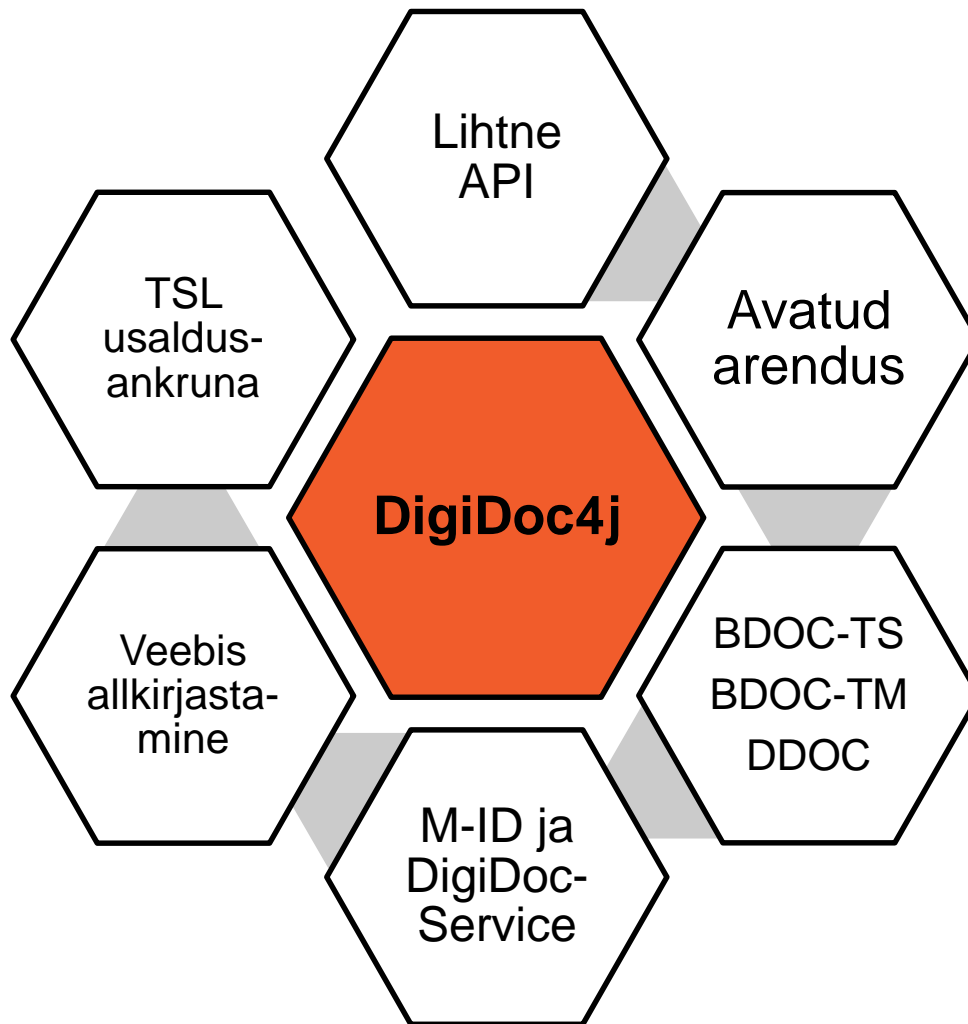 Lihtne
API
Avatud
arendus
BDOC-TS
BDOC-TM
DDOC
M-ID ja
DigiDoc-
Service
Veebis
allkirjasta-
mine
TSL
usaldus-
ankruna
DigiDoc4j